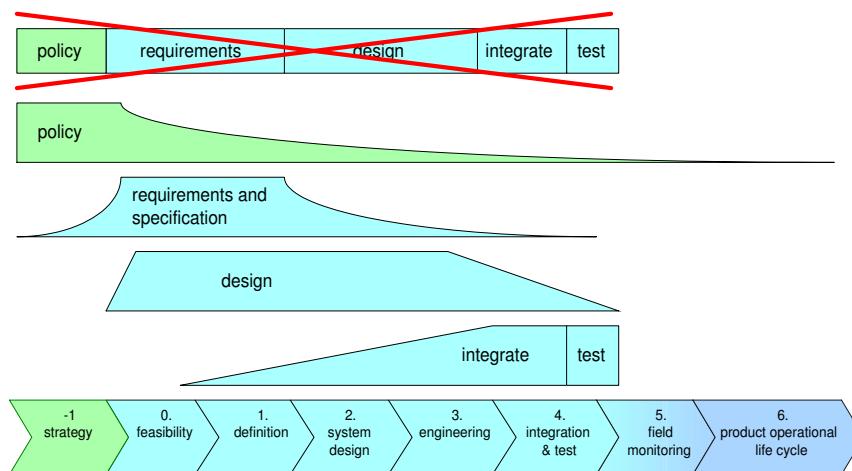 policy requirements design integrate test
policy
requirements and
specification
design
integrate test
-1 0. 1. 2. 3. 4. 5. 6.
strategy feasibility definition system engineering integration field product operational
design & test monitoring life cycle